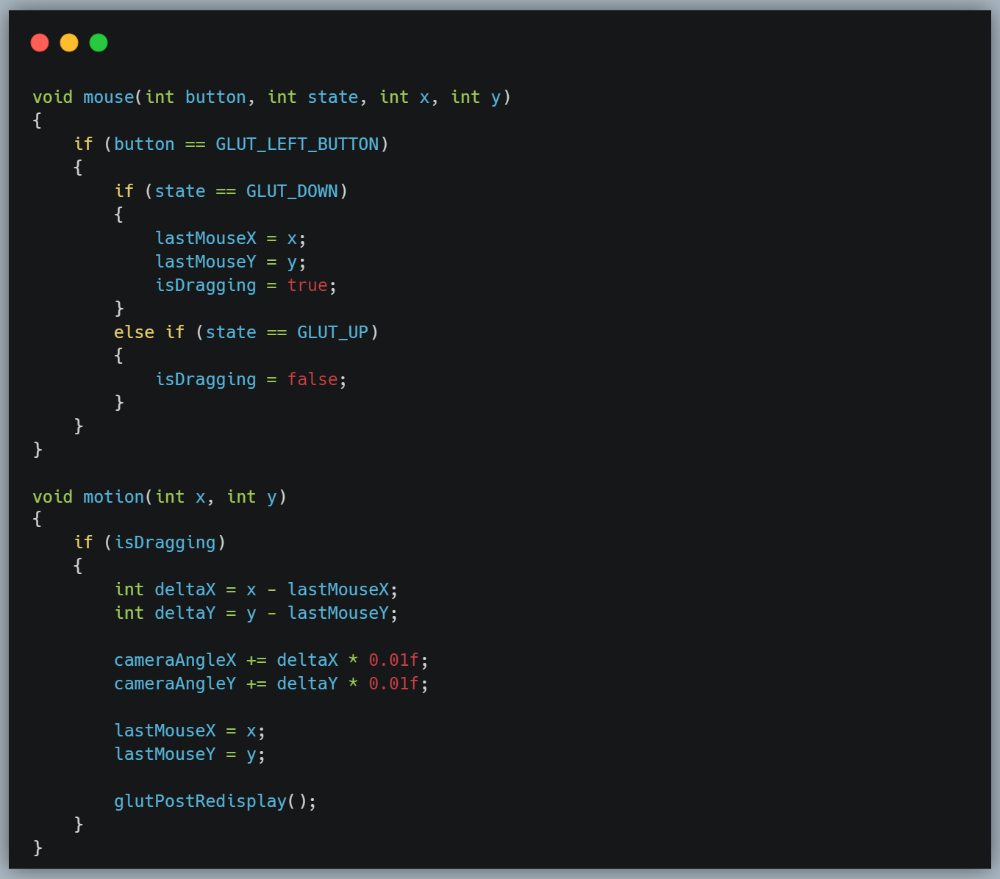 void mouse(int button, int state, int x, int y)
{
    if (button == GLUT_LEFT_BUTTON)
    {
        if (state == GLUT_DOWN)
        {
            lastMouseX = x;
            lastMouseY = y;
            isDragging = true;
        }
        else if (state == GLUT_UP)
        {
            isDragging = false;
        }
    }
}

void motion(int x, int y)
{
    if (isDragging)
    {
        int deltaX = x - lastMouseX;
        int deltaY = y - lastMouseY;

        cameraAngleX += deltaX * 0.01f;
        cameraAngleY += deltaY * 0.01f;

        lastMouseX = x;
        lastMouseY = y;

        glutPostRedisplay();
    }
}